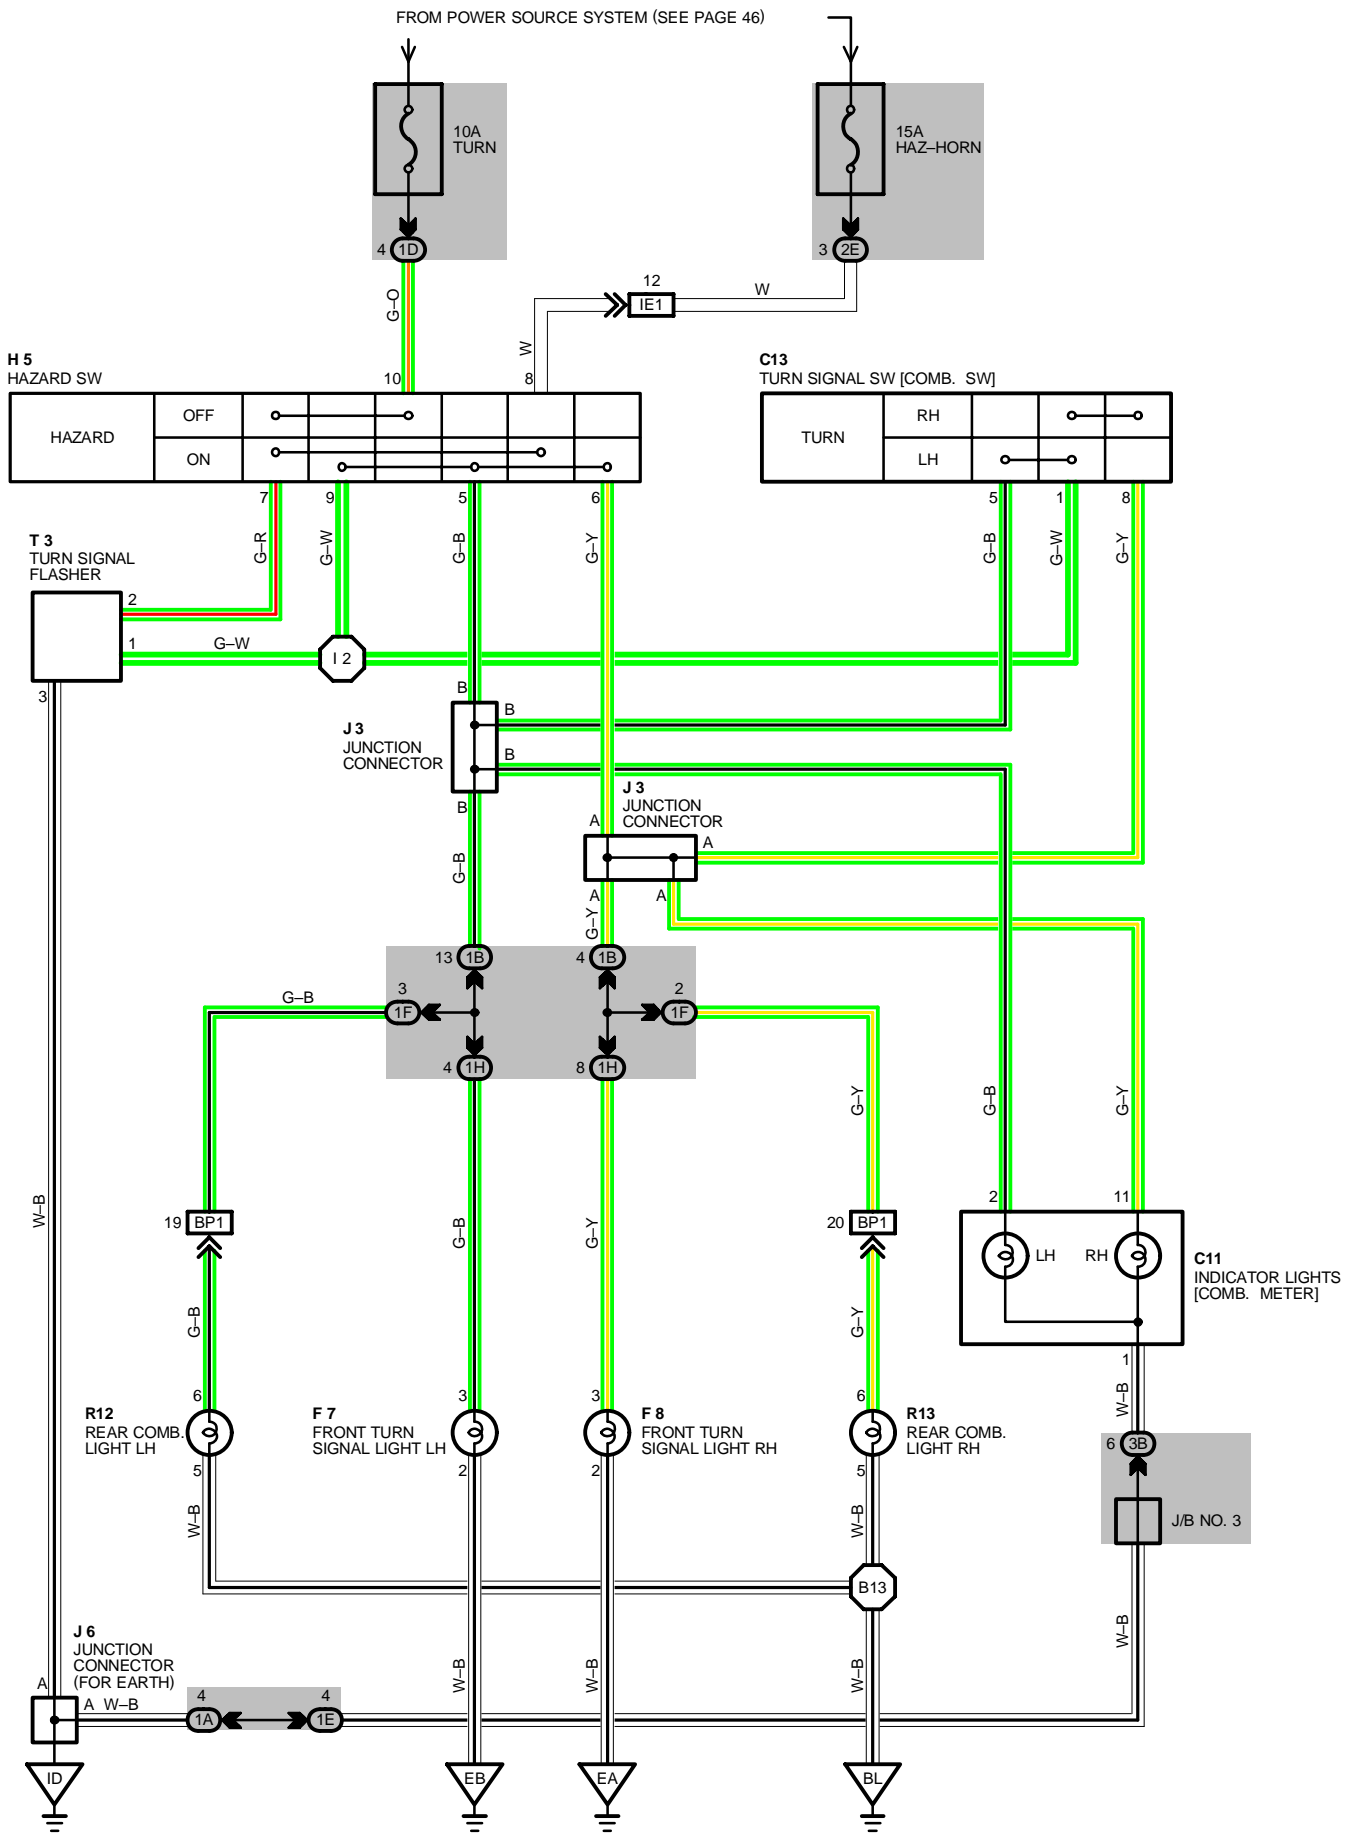 FROM POWER SOURCE SYSTEM (SEE PAGE 46)
10A
TURN
15A
HAZ–HORN
4 1D
3 2E
G–O
12
IE1
W
W
H 5
HAZARD SW
10
8
C13
TURN SIGNAL SW [COMB. SW]
HAZARD
OFF
ON
TURN
RH
LH
7
9
5
6
5
1
8
G–R
G–W
G–B
G–Y
G–B
G–W
G–Y
T 3
TURN SIGNAL
FLASHER
2
1
G–W
I 2
3
B
B
J 3
JUNCTION
CONNECTOR
B
B
J 3
JUNCTION
CONNECTOR
A
A
G–B
A
A
G–Y
13 1B
4 1B
3
1F
2
1F
G–B
4 1H
8 1H
G–Y
G–B
G–Y
W–B
19 BP1
G–B
G–Y
20 BP1
2
11
LH
RH
C11
INDICATOR LIGHTS
[COMB. METER]
G–B
G–Y
1
W–B
6
3
3
6
R12
REAR COMB.
LIGHT LH
F 7
FRONT TURN
SIGNAL LIGHT LH
F 8
FRONT TURN
SIGNAL LIGHT RH
R13
REAR COMB.
LIGHT RH
6 3B
5
2
2
5
W–B
W–B
J/B NO. 3
B13
J 6
JUNCTION
CONNECTOR
(FOR EARTH)
W–B
W–B
W–B
W–B
A
A W–B
4
1A
4
1E
ID
EB
EA
BL